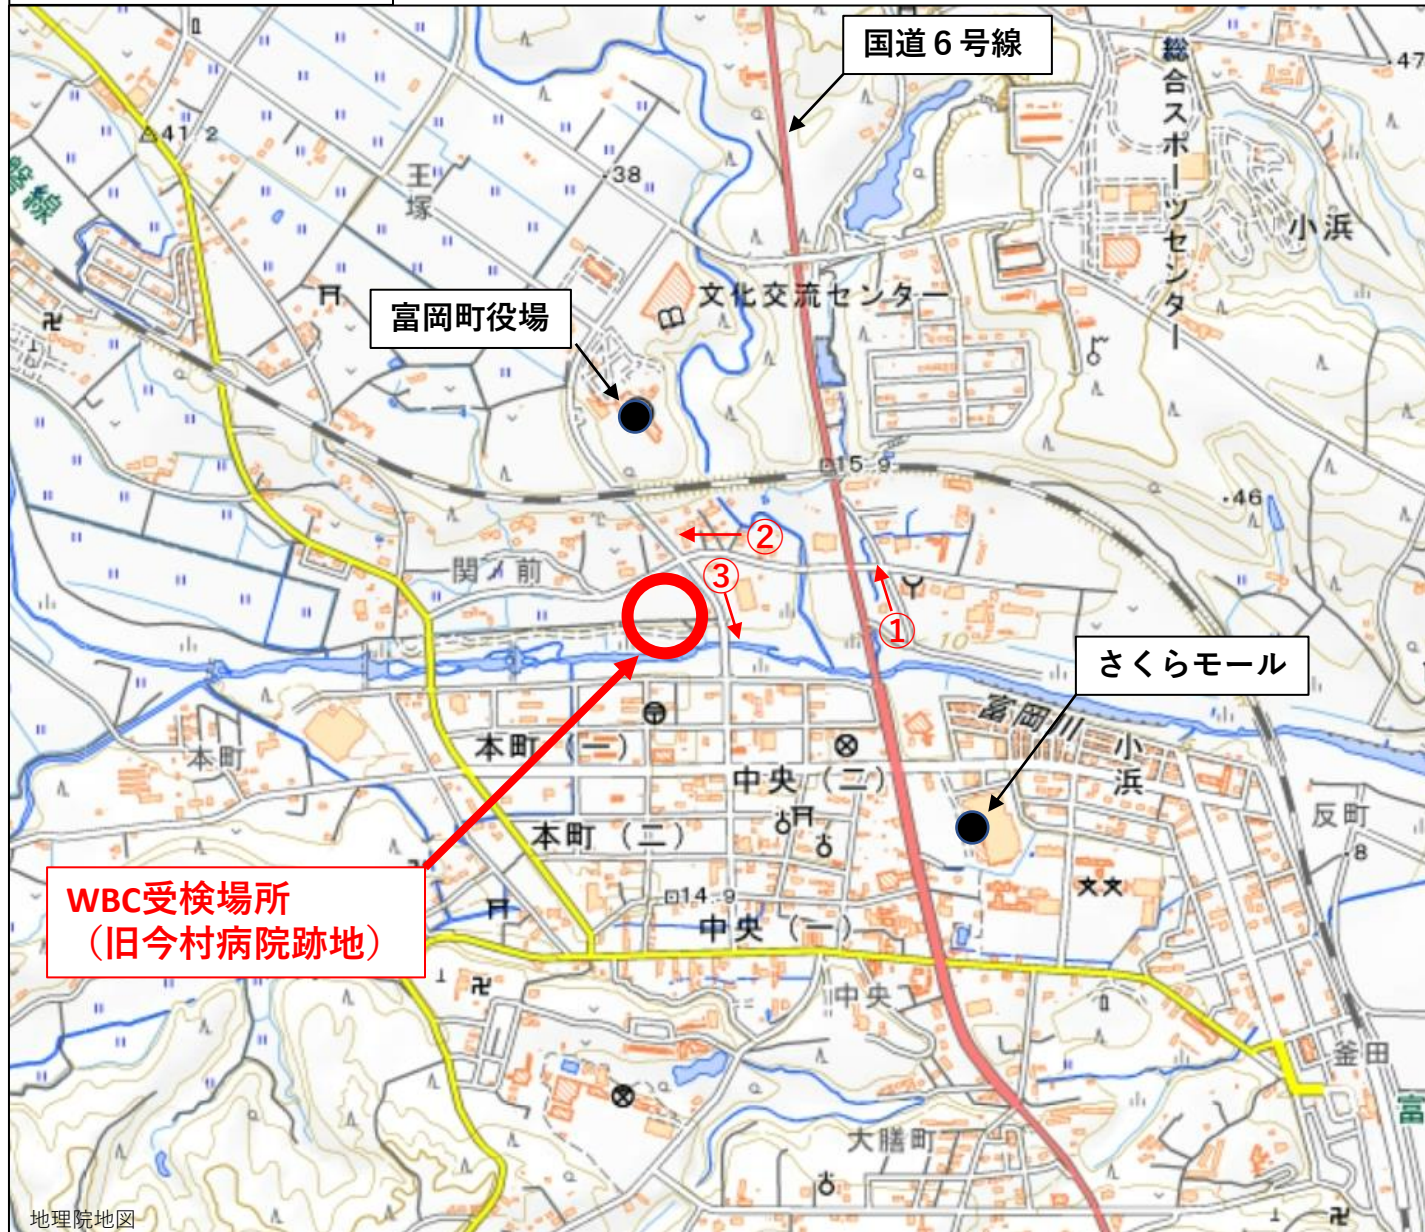 国道６号線
総合スポーツセンター
47
41.2
王塚
38
磐線
小浜
文化交流センター
富岡町役場
15.9
46
②
関ノ前
③
①
10
さくらモール
富岡川
小浜
本町（一）
本町
中央（二）
反町
本町（二）
8
WBC受検場所
（旧今村病院跡地）
14.9
中央（一）
中央
釜田
富
大膳町
地理院地図